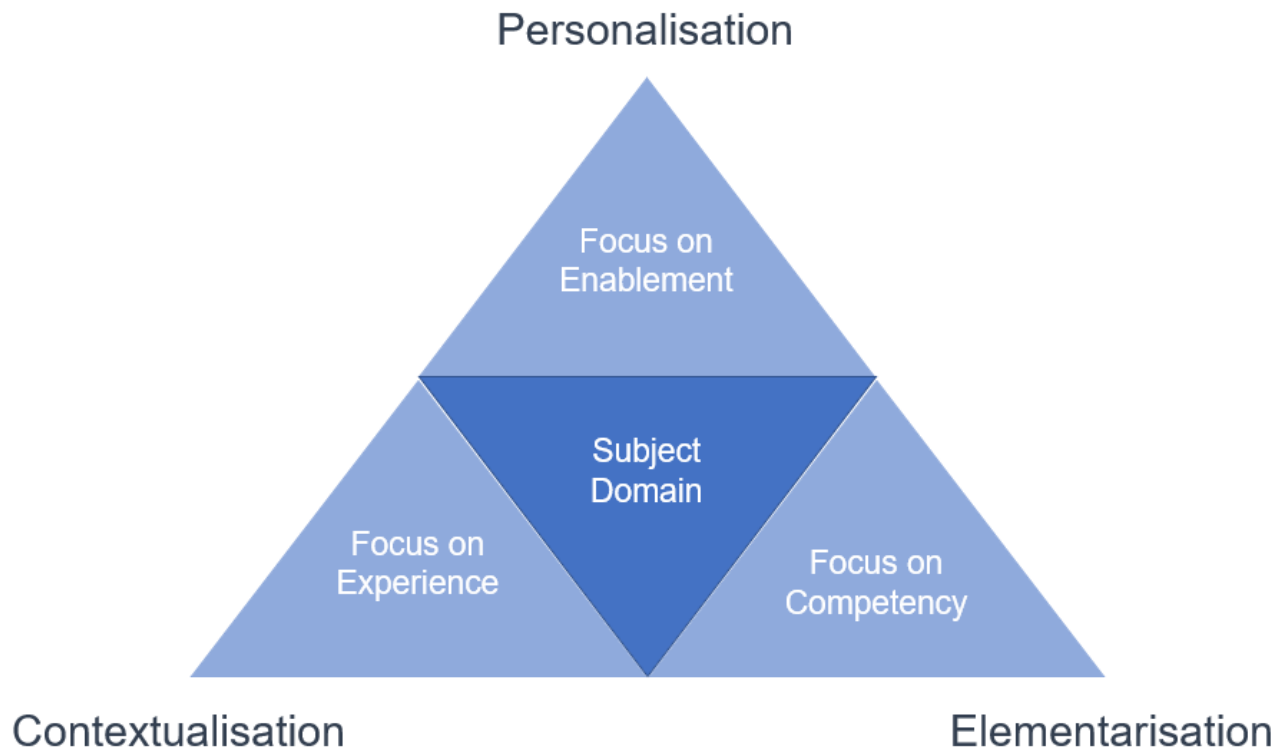 Personalisation
Focus on
Enablement
Subject
Domain
Focus on
Experience
Focus on
Competency
Contextualisation
Elementarisation